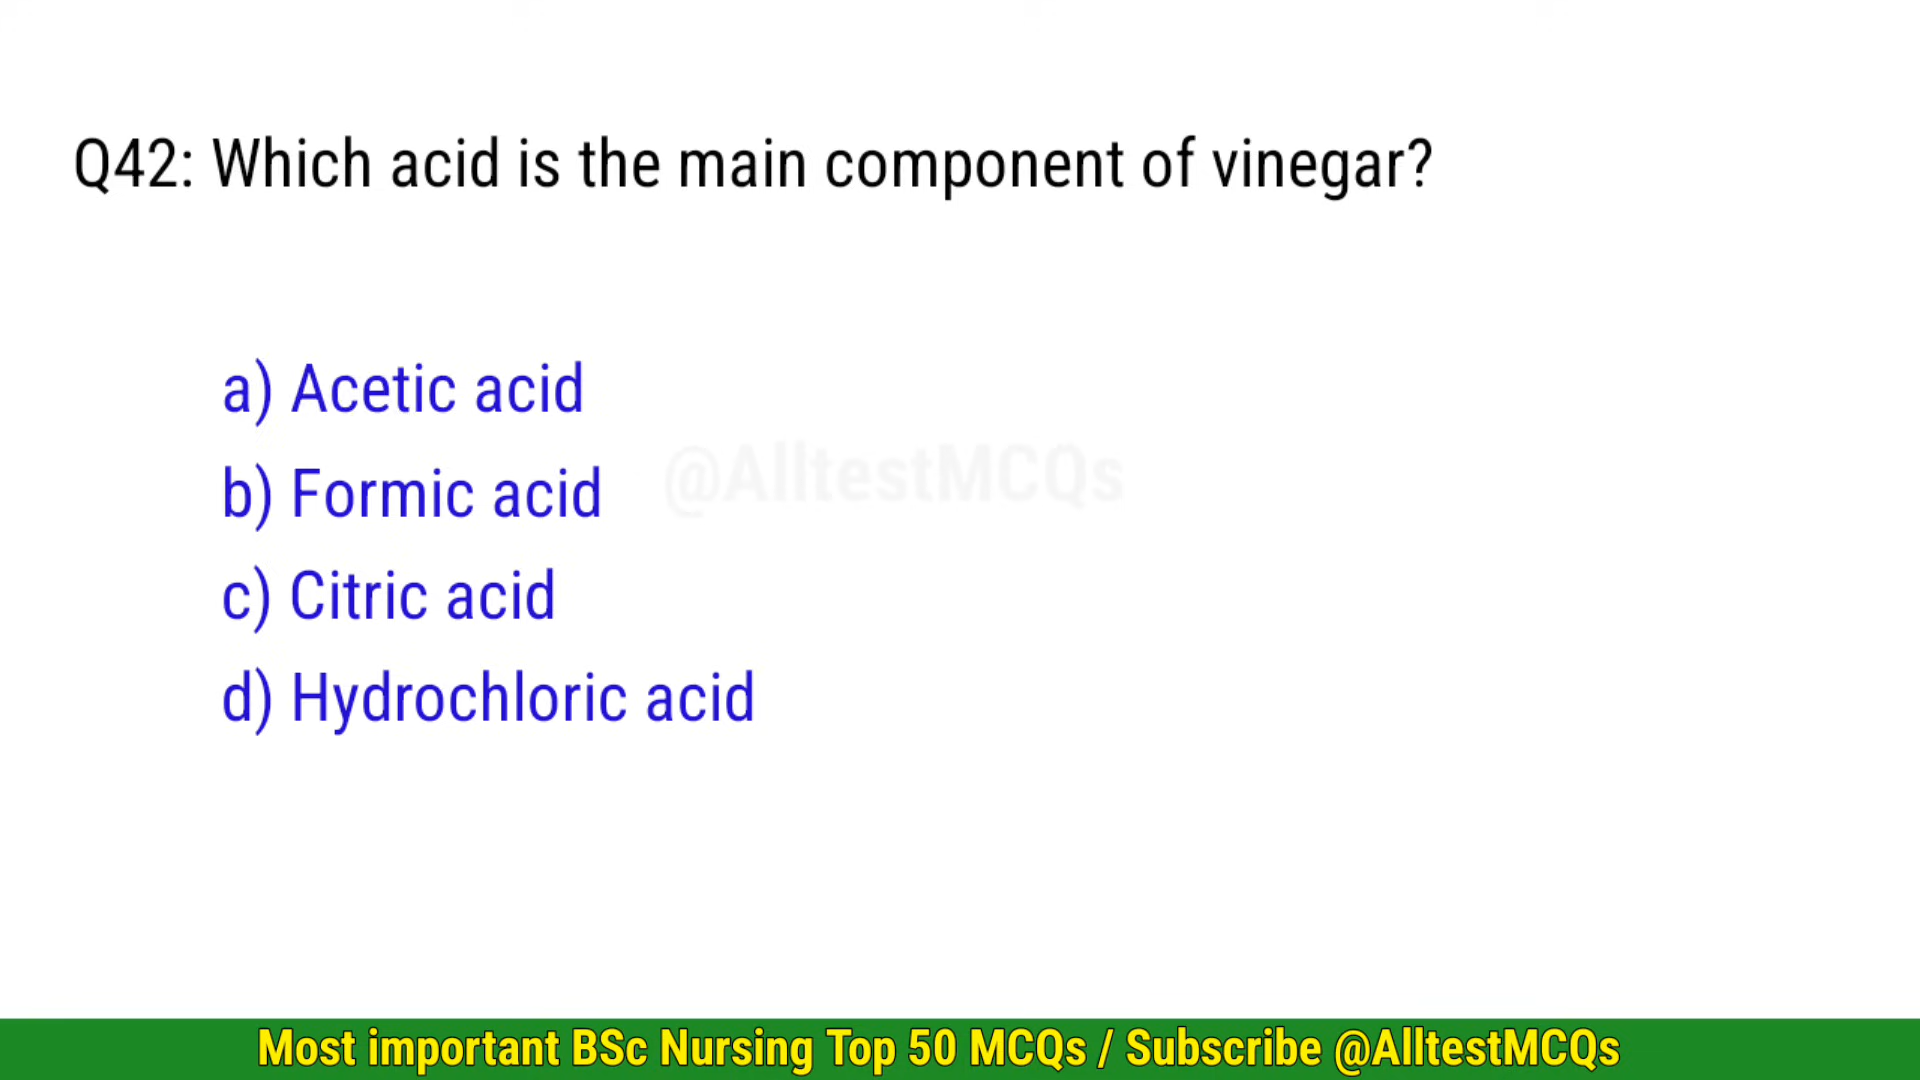 Q42: Which acid is the main component of vinegar?
a) Acetic acid
@AlltestMCQs
b) Formic acid
c) Citric acid
d) Hydrochloric acid
Most important BSc Nursing Top 50 MCQs / Subscribe @AlltestMCQs